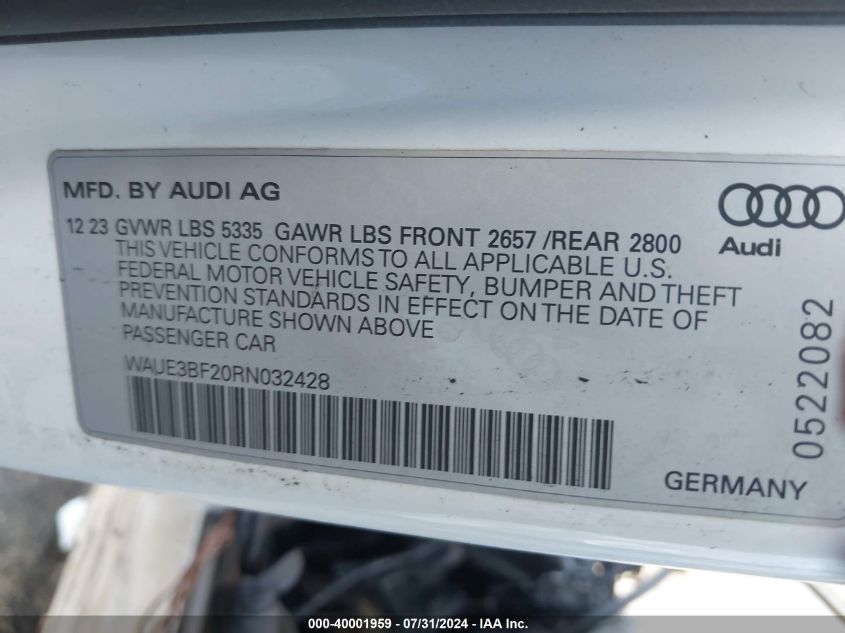 MFD. BY AUDI AG
12 23 GVWR LBS 5335 GAWR LBS FRONT 2657 /REAR 2800
THIS VEHICLE CONFORMS TO ALL APPLICABLE U.S.
FEDERAL MOTOR VEHICLE SAFETY, BUMPER AND THEFT
PREVENTION STANDARDS IN EFFECT ON THE DATE OF
MANUFACTURE SHOWN ABOVE
PASSENGER CAR
WAUE3BF20RN032428
Audi
0522082
GERMANY
000-40001959 - 07/31/2024 - IAA Inc.